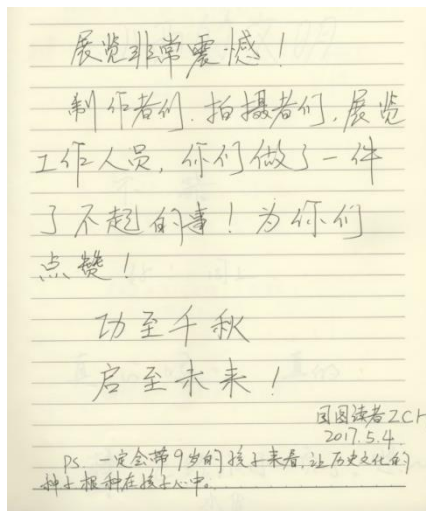 展览非常震憾!
制作者们、拍摄者们,展览
工作人员,你们做了一件
了不起的事!为你们
点赞!
功至千秋
启至未来!
国图读者ZCr
2017.5.4.
PS 一定会带9岁的孩子来看,让历史文化的
种子根种在孩子心中。